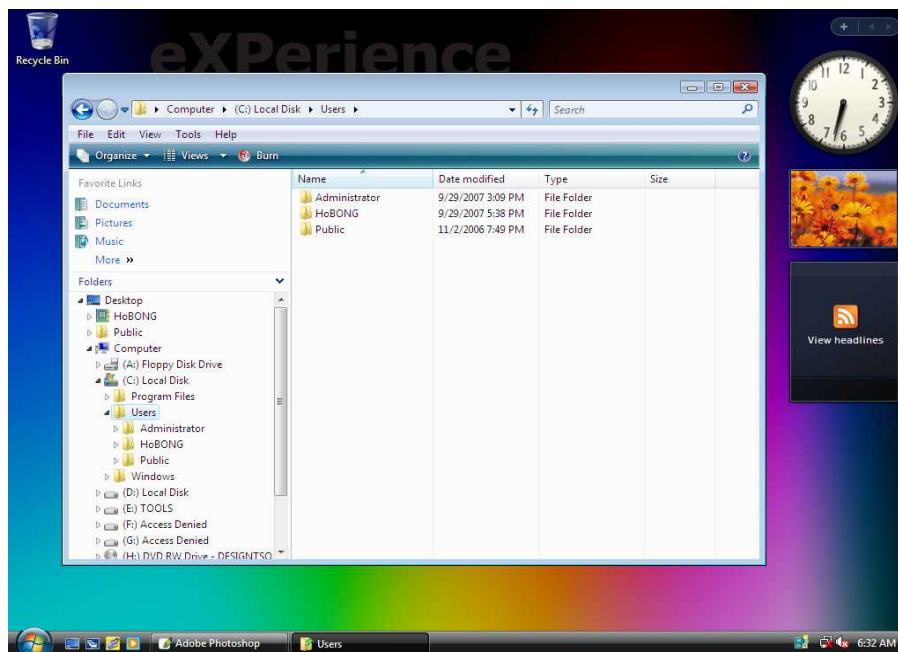 eXPerience
Recycle Bin
Computer (C:) Local Disk Users
Search
File Edit View Tools Help
Organize Views Burn
Favorite Links
Documents
Pictures
Music
More »
Folders
Desktop
HoBONG
Public
Computer
(A:) Floppy Disk Drive
(C:) Local Disk
Program Files
Users
Administrator
HoBONG
Public
Windows
(D:) Local Disk
(E:) TOOLS
(F:) Access Denied
(G:) Access Denied
(H:) DVD RW Drive - DESIGNTSO
Name Date modified Type Size
Administrator 9/29/2007 3:09 PM File Folder
HoBONG 9/29/2007 5:38 PM File Folder
Public 11/2/2006 7:49 PM File Folder
11 12 1
10 2
9 3
8 4
7 6 5
View headlines
Adobe Photoshop Users 6:32 AM